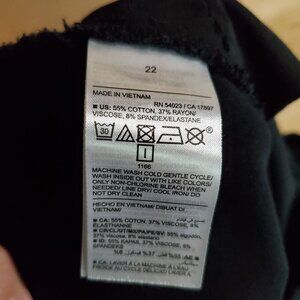 22
MADE IN VIETNAM
RN 54023 / CA 17897
■ US: 55% COTTON, 37% RAYON/
VISCOSE, 8% SPANDEX/ELASTANE
30
I
1166
MACHINE WASH COLD GENTLE CYCLE/
WASH INSIDE OUT WITH LIKE COLORS/
ONLY NON-CHLORINE BLEACH WHEN
NEEDED/ LINE DRY/ COOL IRON/ DO
NOT DRY CLEAN
HECHO EN VIETNAM/ DIBUAT DI
VIETNAM/
■ CA: 55% COTTON, 37% VISCOSE, 8%
ELASTHANNE
37% viscosa, 8% elastano
■ ID: 55% KAPAS, 37% VISCOSE, 8%
ELASTANE
■ CA: LAVER À LA MACHINE À L'EAU
FROIDE AU CYCLE DÉLICAT LAVER À